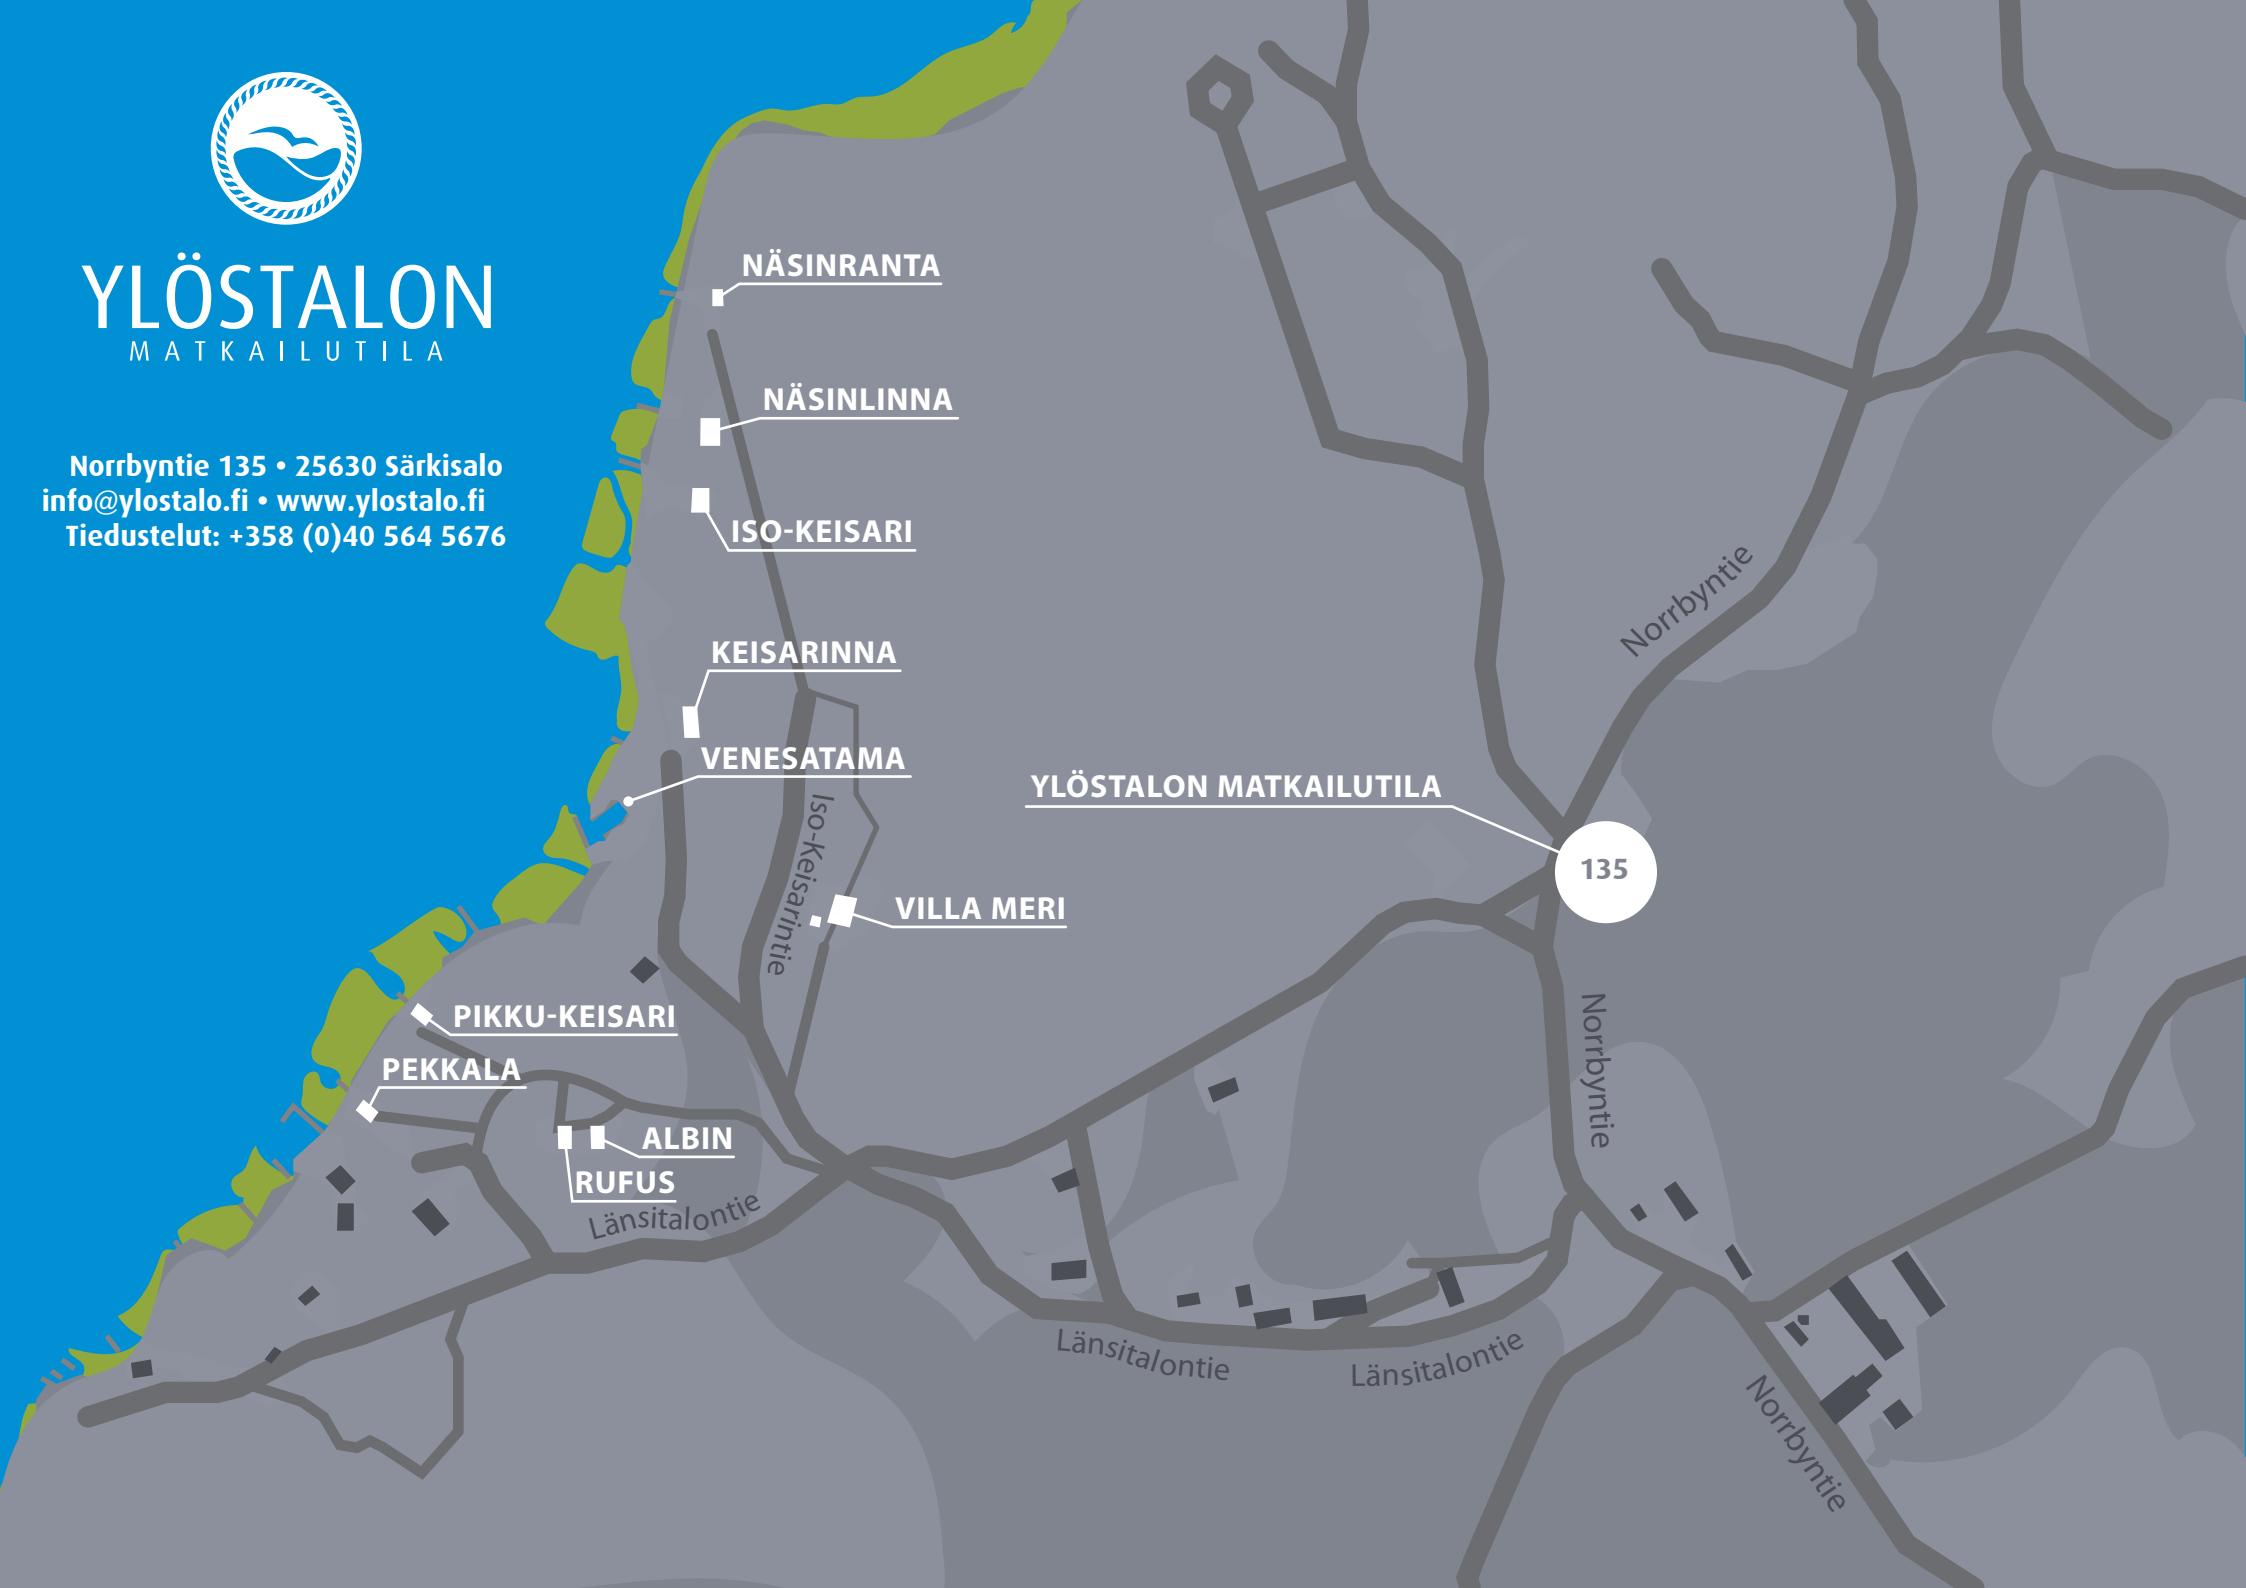 YLÖSTALON
MATKAILUTILA
Norrbyntie 135 • 25630 Särkisalo
info@ylostalo.fi • www.ylostalo.fi
Tiedustelut: +358 (0)40 564 5676
NÄSINRANTA
NÄSINLINNA
ISO-KEISARI
KEISARINNA
VENESATAMA
Iso-Keisarintie
VILLA MERI
YLÖSTALON MATKAILUTILA
135
Norrbyntie
Norrbyntie
PIKKU-KEISARI
PEKKALA
ALBIN
RUFUS
Länsitalontie
Länsitalontie
Länsitalontie
Norrbyntie